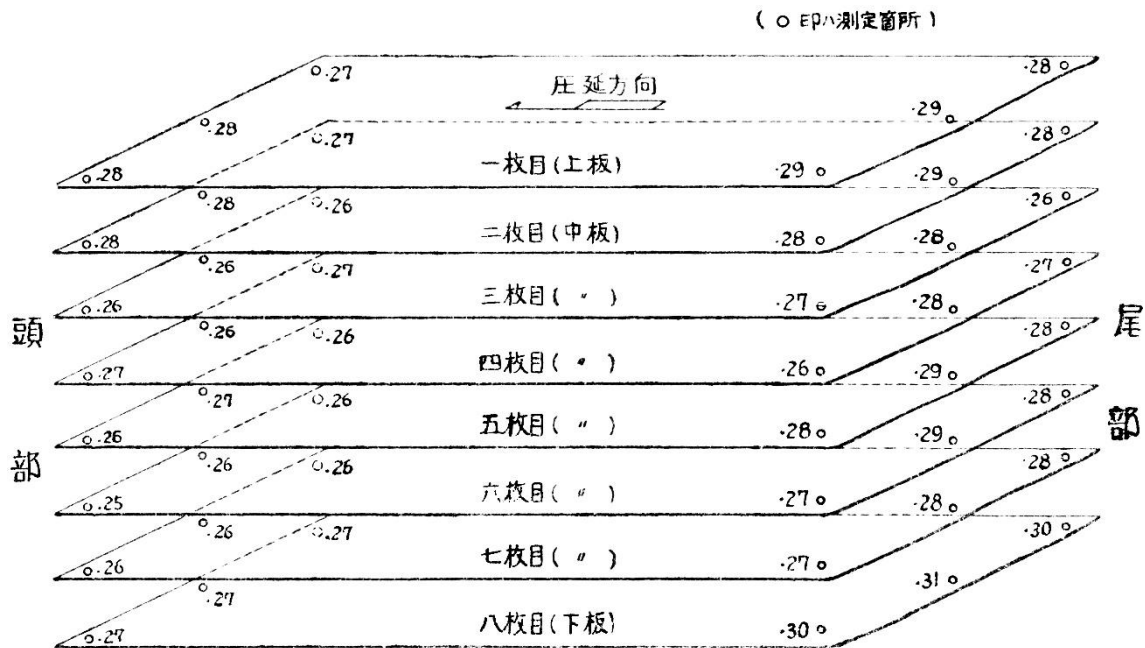 (○印ハ測定箇所)
.27 .28
圧延方向
.28 .29
.27 .28
.28 一枚目(上板) .29 .29
.28 .26 .26
.28 二枚目(中板) .28 .28
.26 .27 .27
.26 三枚目( 〃 ) .27 .28
頭 尾
.26 .26 .28
.27 四枚目( 〃 ) .26 .29
.27 .26 .28
.26 五枚目( 〃 ) .28 .29
部 部
.26 .26 .28
.25 六枚目( 〃 ) .27 .28
.26 .27 .30
.26 七枚目( 〃 ) .27
.27 .31
.27 八枚目(下板) .30